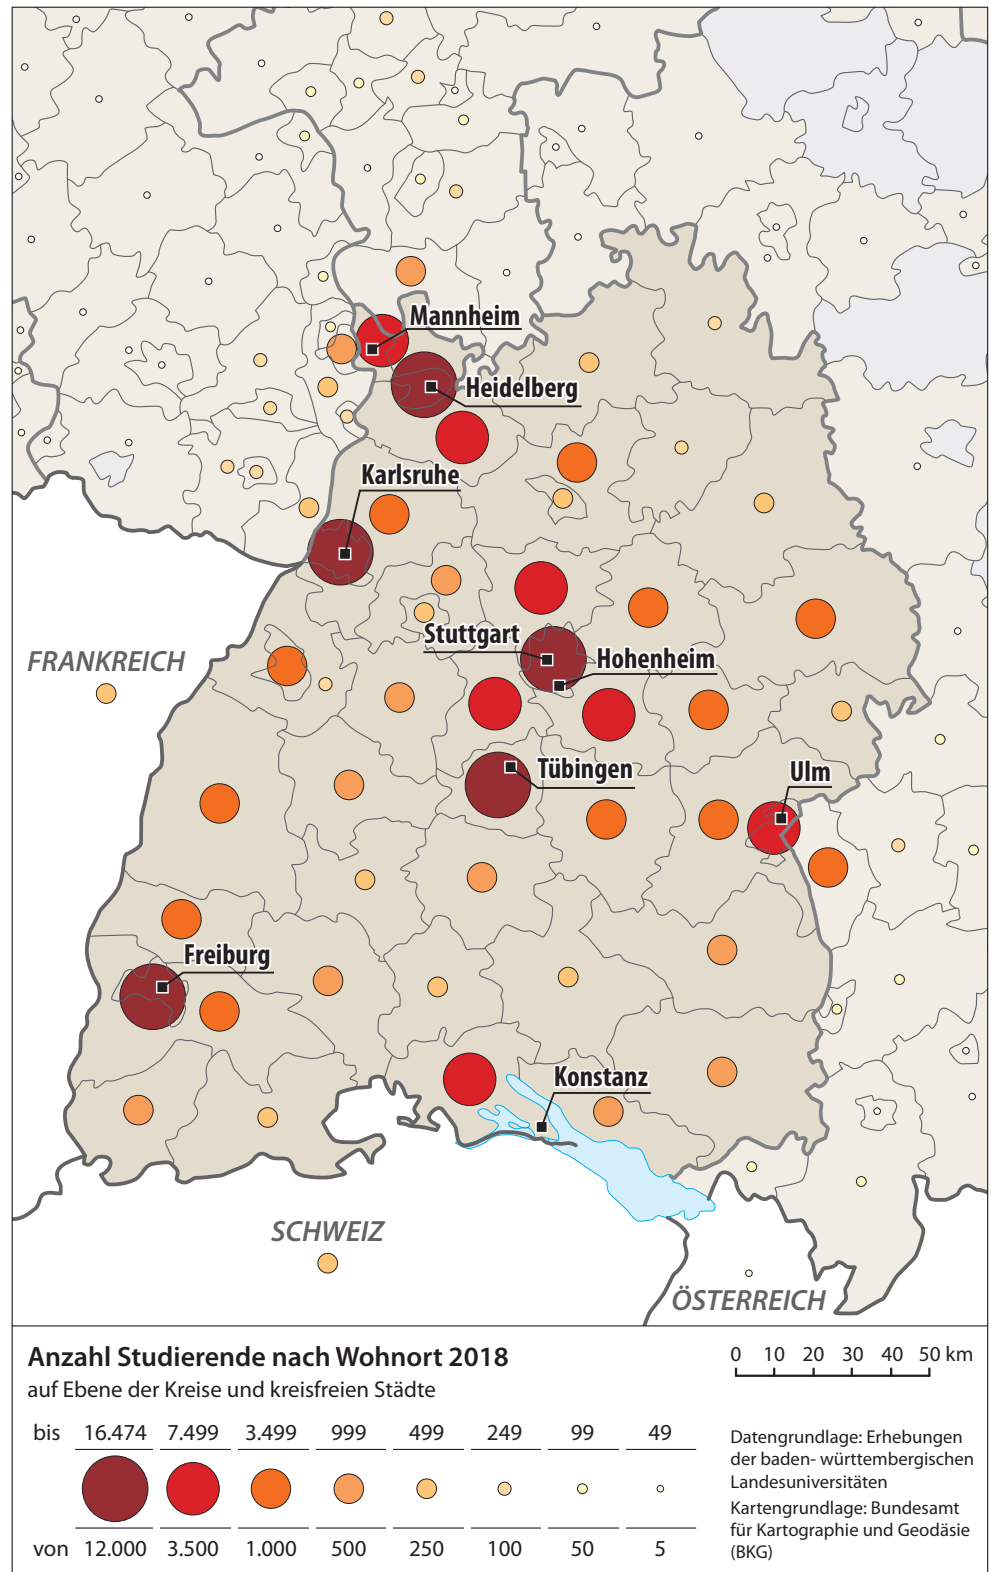 Mannheim
Heidelberg
Karlsruhe
Stuttgart
Hohenheim
FRANKREICH
Tübingen
Ulm
Freiburg
Konstanz
SCHWEIZ
ÖSTERREICH
Anzahl Studierende nach Wohnort 2018
auf Ebene der Kreise und kreisfreien Städte
bis 16.474 7.499 3.499 999 499 249 99 49
von 12.000 3.500 1.000 500 250 100 50 5
0 10 20 30 40 50 km
Datengrundlage: Erhebungen
der baden- württembergischen
Landesuniversitäten
Kartengrundlage: Bundesamt
für Kartographie und Geodäsie
(BKG)